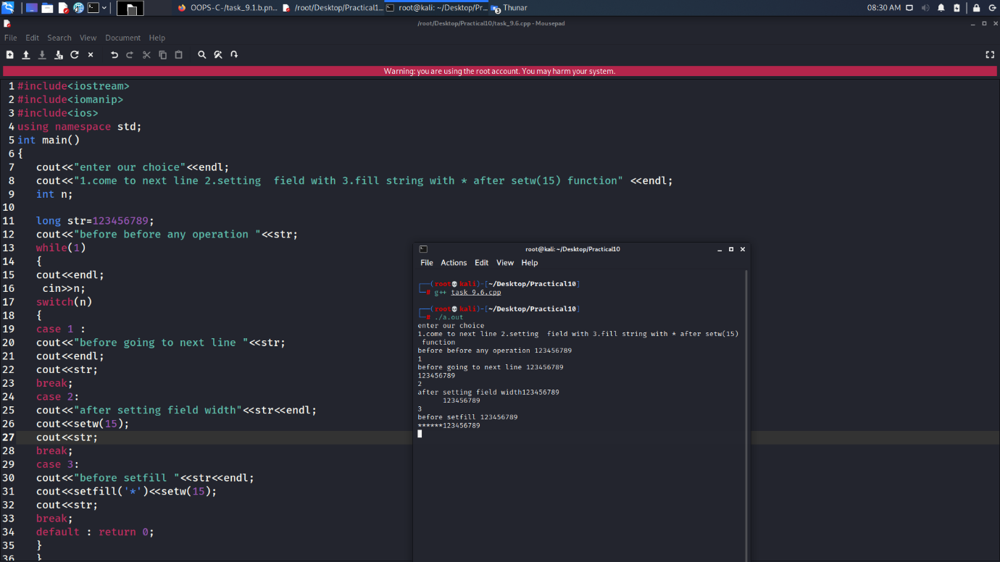 OOPS-C-/task_9.1.b.pn... /root/Desktop/Practical1... root@kali: ~/Desktop/Pr... 3 Thunar 08:30 AM
/root/Desktop/Practical10/task_9.6.cpp - Mousepad
File Edit Search View Document Help
Warning: you are using the root account. You may harm your system.
1 #include<iostream>
2 #include<iomanip>
3 #include<ios>
4 using namespace std;
5 int main()
6 {
7 cout<<"enter our choice"<<endl;
8 cout<<"1.come to next line 2.setting  field with 3.fill string with * after setw(15) function" <<endl;
9 int n;
10
11 long str=123456789;
12 cout<<"before before any operation "<<str;
13 while(1)
14 {
15 cout<<endl;
16 cin>>n;
17 switch(n)
18 {
19 case 1 :
20 cout<<"before going to next line "<<str;
21 cout<<endl;
22 cout<<str;
23 break;
24 case 2:
25 cout<<"after setting field width"<<str<<endl;
26 cout<<setw(15);
27 cout<<str;
28 break;
29 case 3:
30 cout<<"before setfill "<<str<<endl;
31 cout<<setfill('*')<<setw(15);
32 cout<<str;
33 break;
34 default : return 0;
35 }
36 }
root@kali: ~/Desktop/Practical10
File Actions Edit View Help
(root💀kali)-[~/Desktop/Practical10]
# g++ task_9.6.cpp
(root💀kali)-[~/Desktop/Practical10]
# ./a.out
enter our choice
1.come to next line 2.setting  field with 3.fill string with * after setw(15)
function
before before any operation 123456789
1
before going to next line 123456789
123456789
2
after setting field width123456789
123456789
3
before setfill 123456789
******123456789